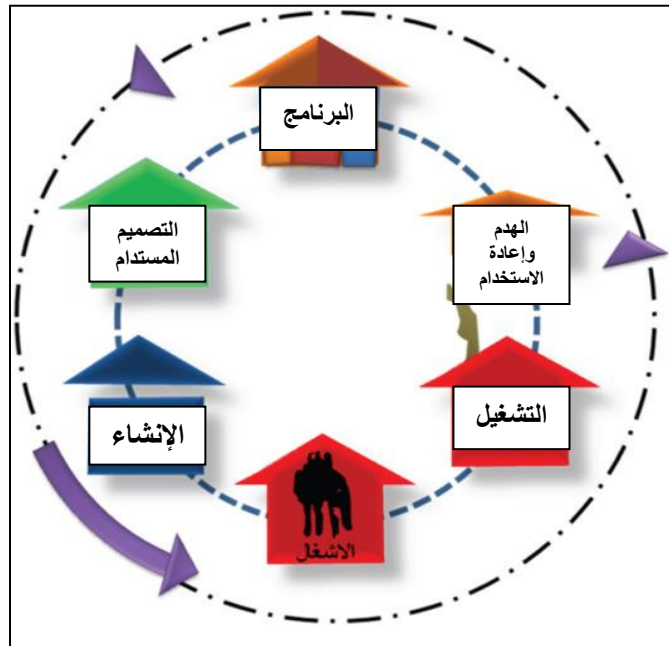 البرنامج
التصميم
المستدام
الهدم
وإعادة
الاستخدام
الإنشاء
التشغيل
الاشغال